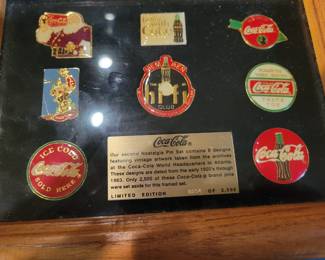 Coca-Cola
Coca-Cola
CLUB
Coca-Cola
ICE COLD
Coca-Cola
SOLD HERE
Coca-Cola
Coca-Cola®
Our second Nostalgia Pin Set contains 8 designs
featuring vintage artwork taken from the archives
at the Coca-Cola World Headquarters in Atlanta.
These designs are dated from the early 1900's through
1963. Only 2,500 of these Coca-Cola® brand pins
were set aside for this framed set.
LIMITED EDITION OF 2,500